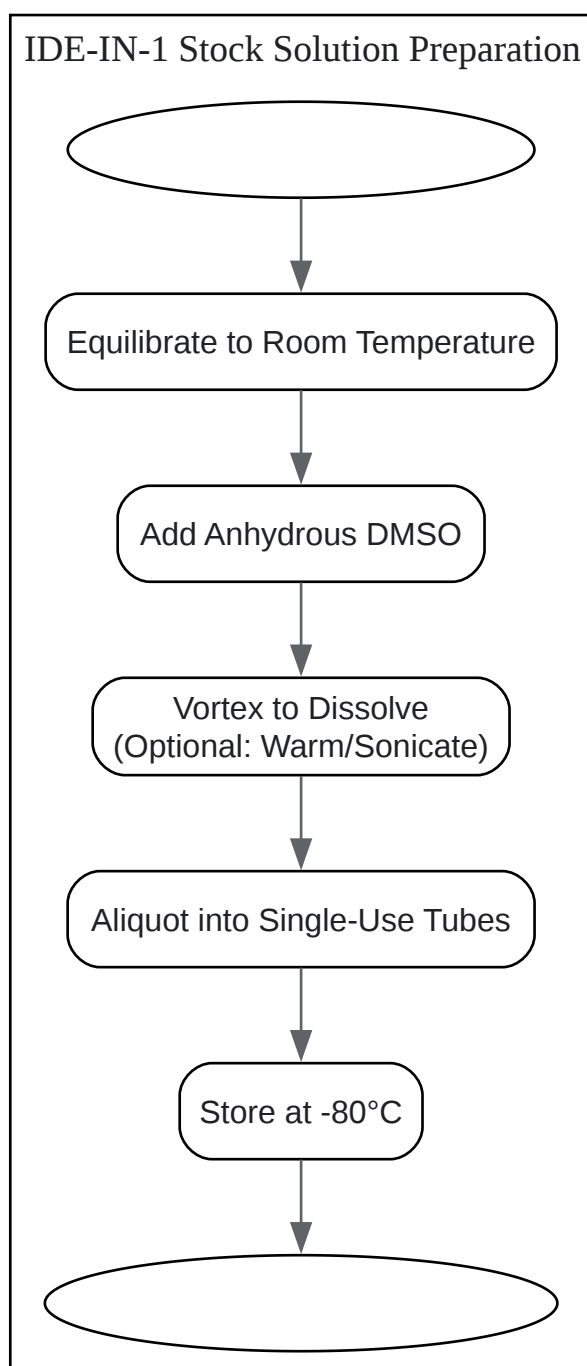 IDE-IN-1 Stock Solution Preparation
Equilibrate to Room Temperature
Add Anhydrous DMSO
Vortex to Dissolve
(Optional: Warm/Sonicate)
Aliquot into Single-Use Tubes
Store at -80°C